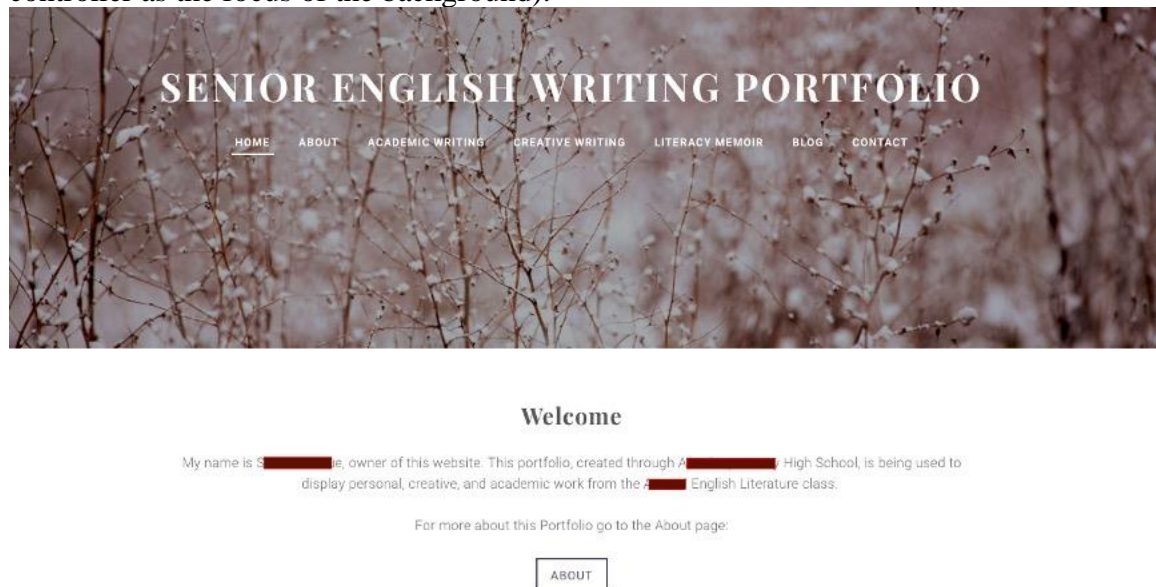 controller as the focus of the background).
SENIOR ENGLISH WRITING PORTFOLIO
HOME ABOUT ACADEMIC WRITING CREATIVE WRITING LITERACY MEMOIR BLOG CONTACT
Welcome
My name is S e, owner of this website. This portfolio, created through A y High School, is being used to
display personal, creative, and academic work from the A English Literature class.
For more about this Portfolio go to the About page:
ABOUT